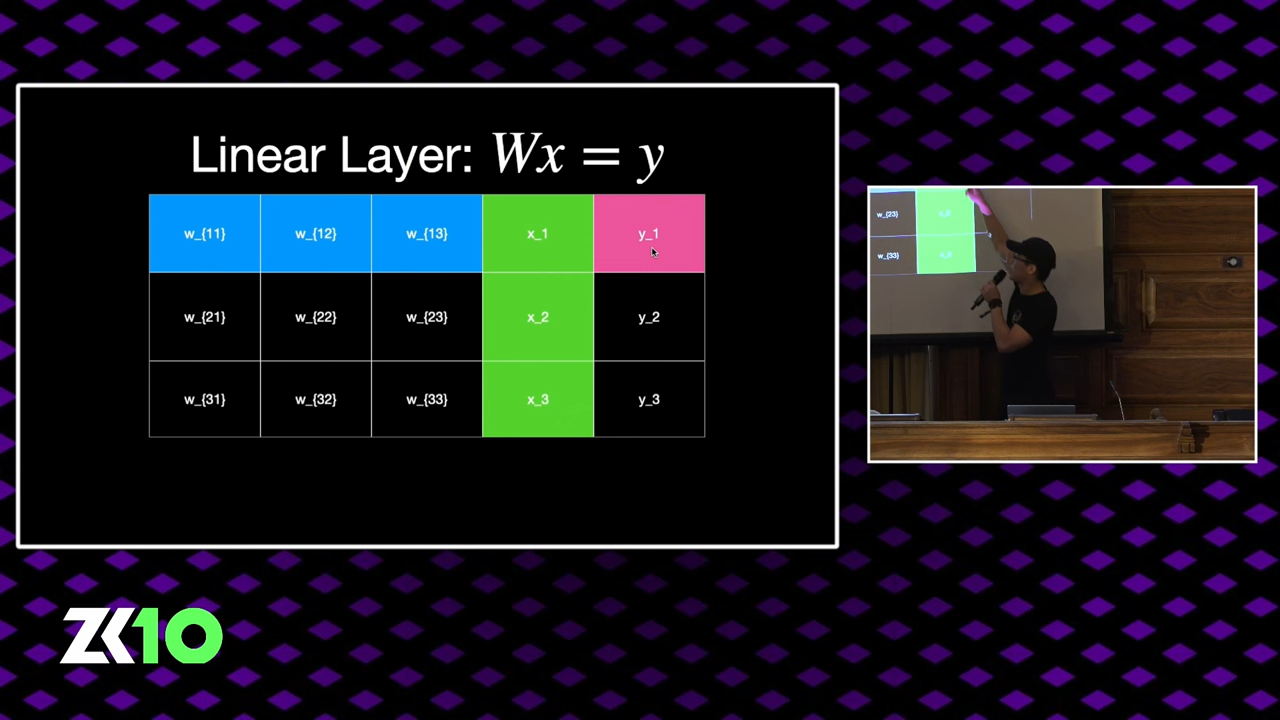 Linear Layer: Wx = y
w_{11} w_{12} w_{13} x_1 y_1
w_{21} w_{22} w_{23} x_2 y_2
w_{31} w_{32} w_{33} x_3 y_3
w_{23}
w_{33}
ZK10